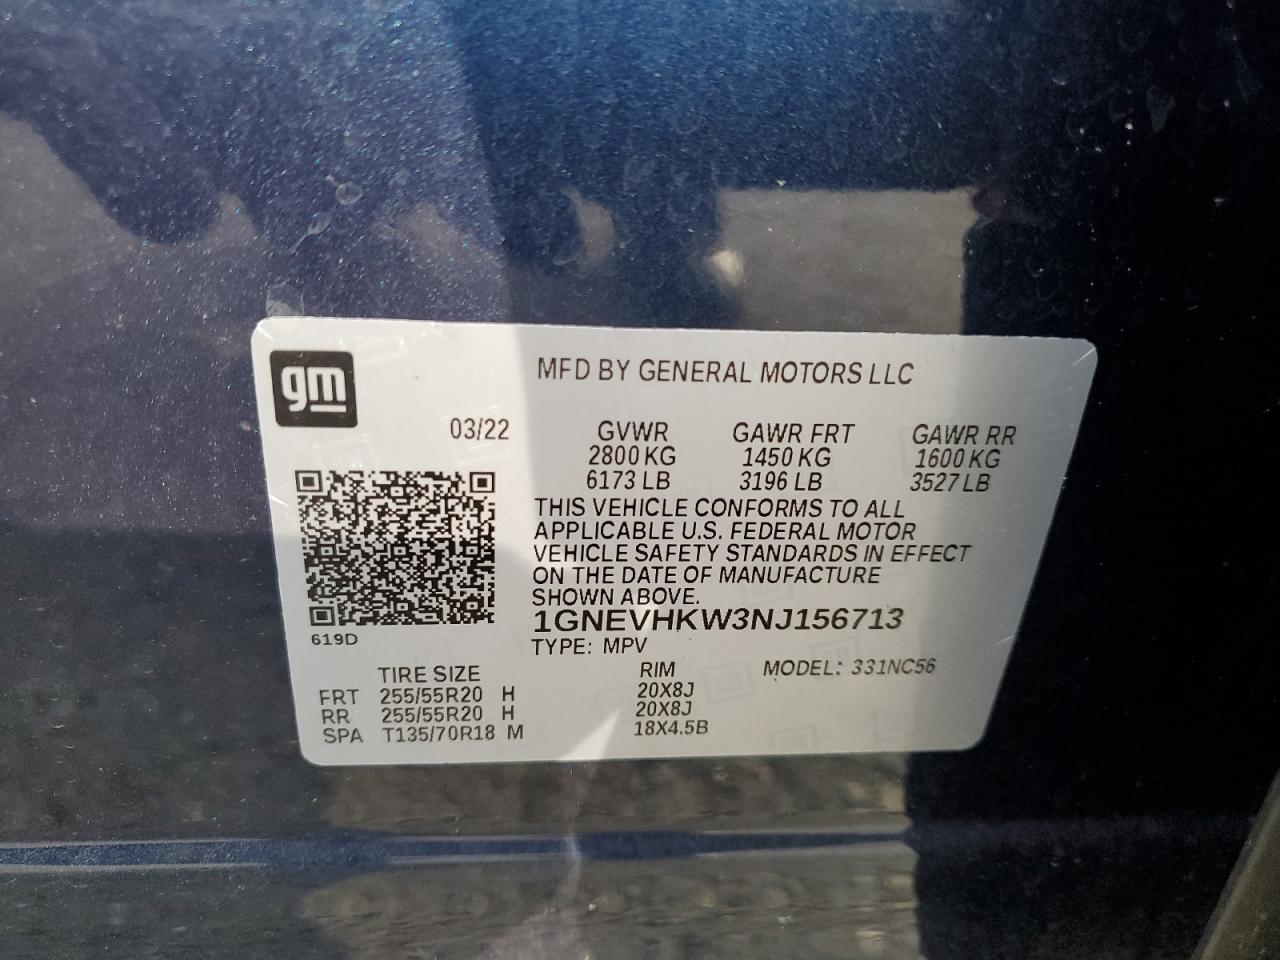 gm
MFD BY GENERAL MOTORS LLC
03/22
GVWR GAWR FRT GAWR RR
2800 KG 1450 KG 1600 KG
6173 LB 3196 LB 3527 LB
THIS VEHICLE CONFORMS TO ALL
APPLICABLE U.S. FEDERAL MOTOR
VEHICLE SAFETY STANDARDS IN EFFECT
ON THE DATE OF MANUFACTURE
SHOWN ABOVE.
1GNEVHKW3NJ156713
619D
TYPE: MPV
TIRE SIZE RIM MODEL: 331NC56
FRT 255/55R20 H 20X8J
RR 255/55R20 H 20X8J
SPA T135/70R18 M 18X4.5B